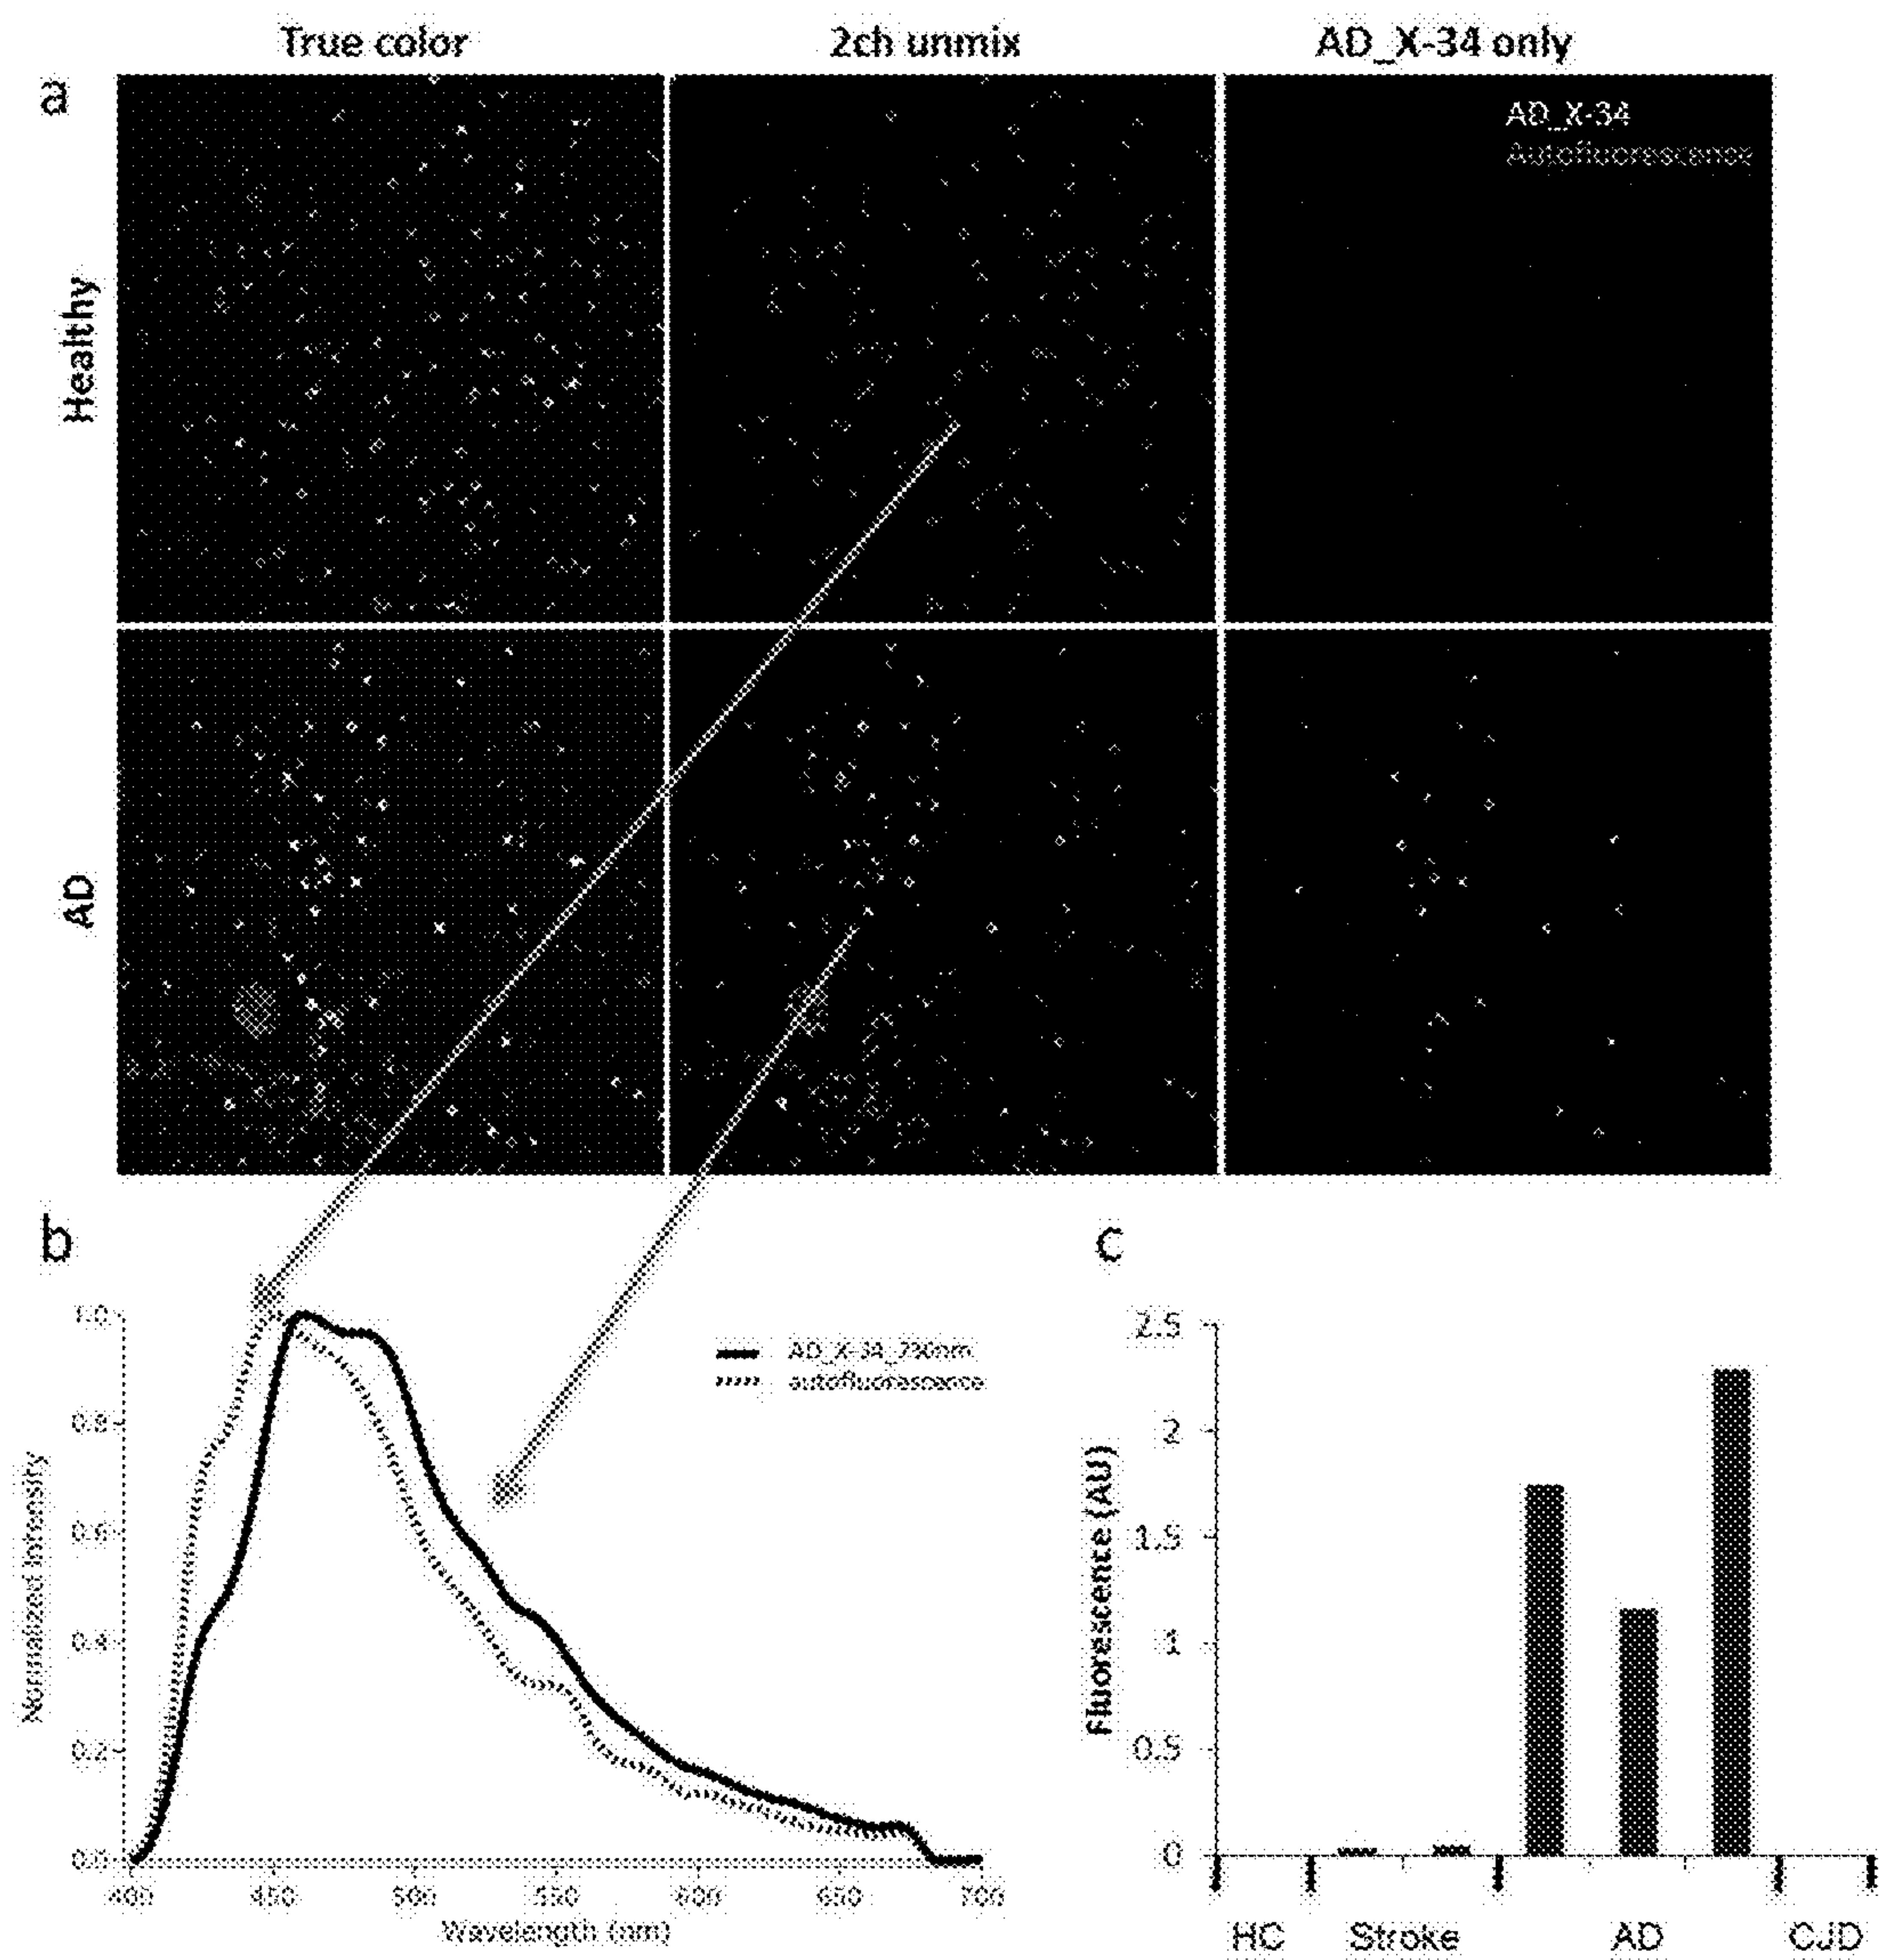 True color
2ch unmix
AD_X-34 only
a
AD_X-34
Autofluorescence
Healthy
AD
b
1.0
0.8
0.6
0.4
0.2
0.0
Normalized Intensity
AD_X-34_730nm
autofluorescence
400 450 500 550 600 650 700
Wavelength (nm)
c
2.5
2
1.5
1
0.5
0
Fluorescence (AU)
HC Stroke AD CJD